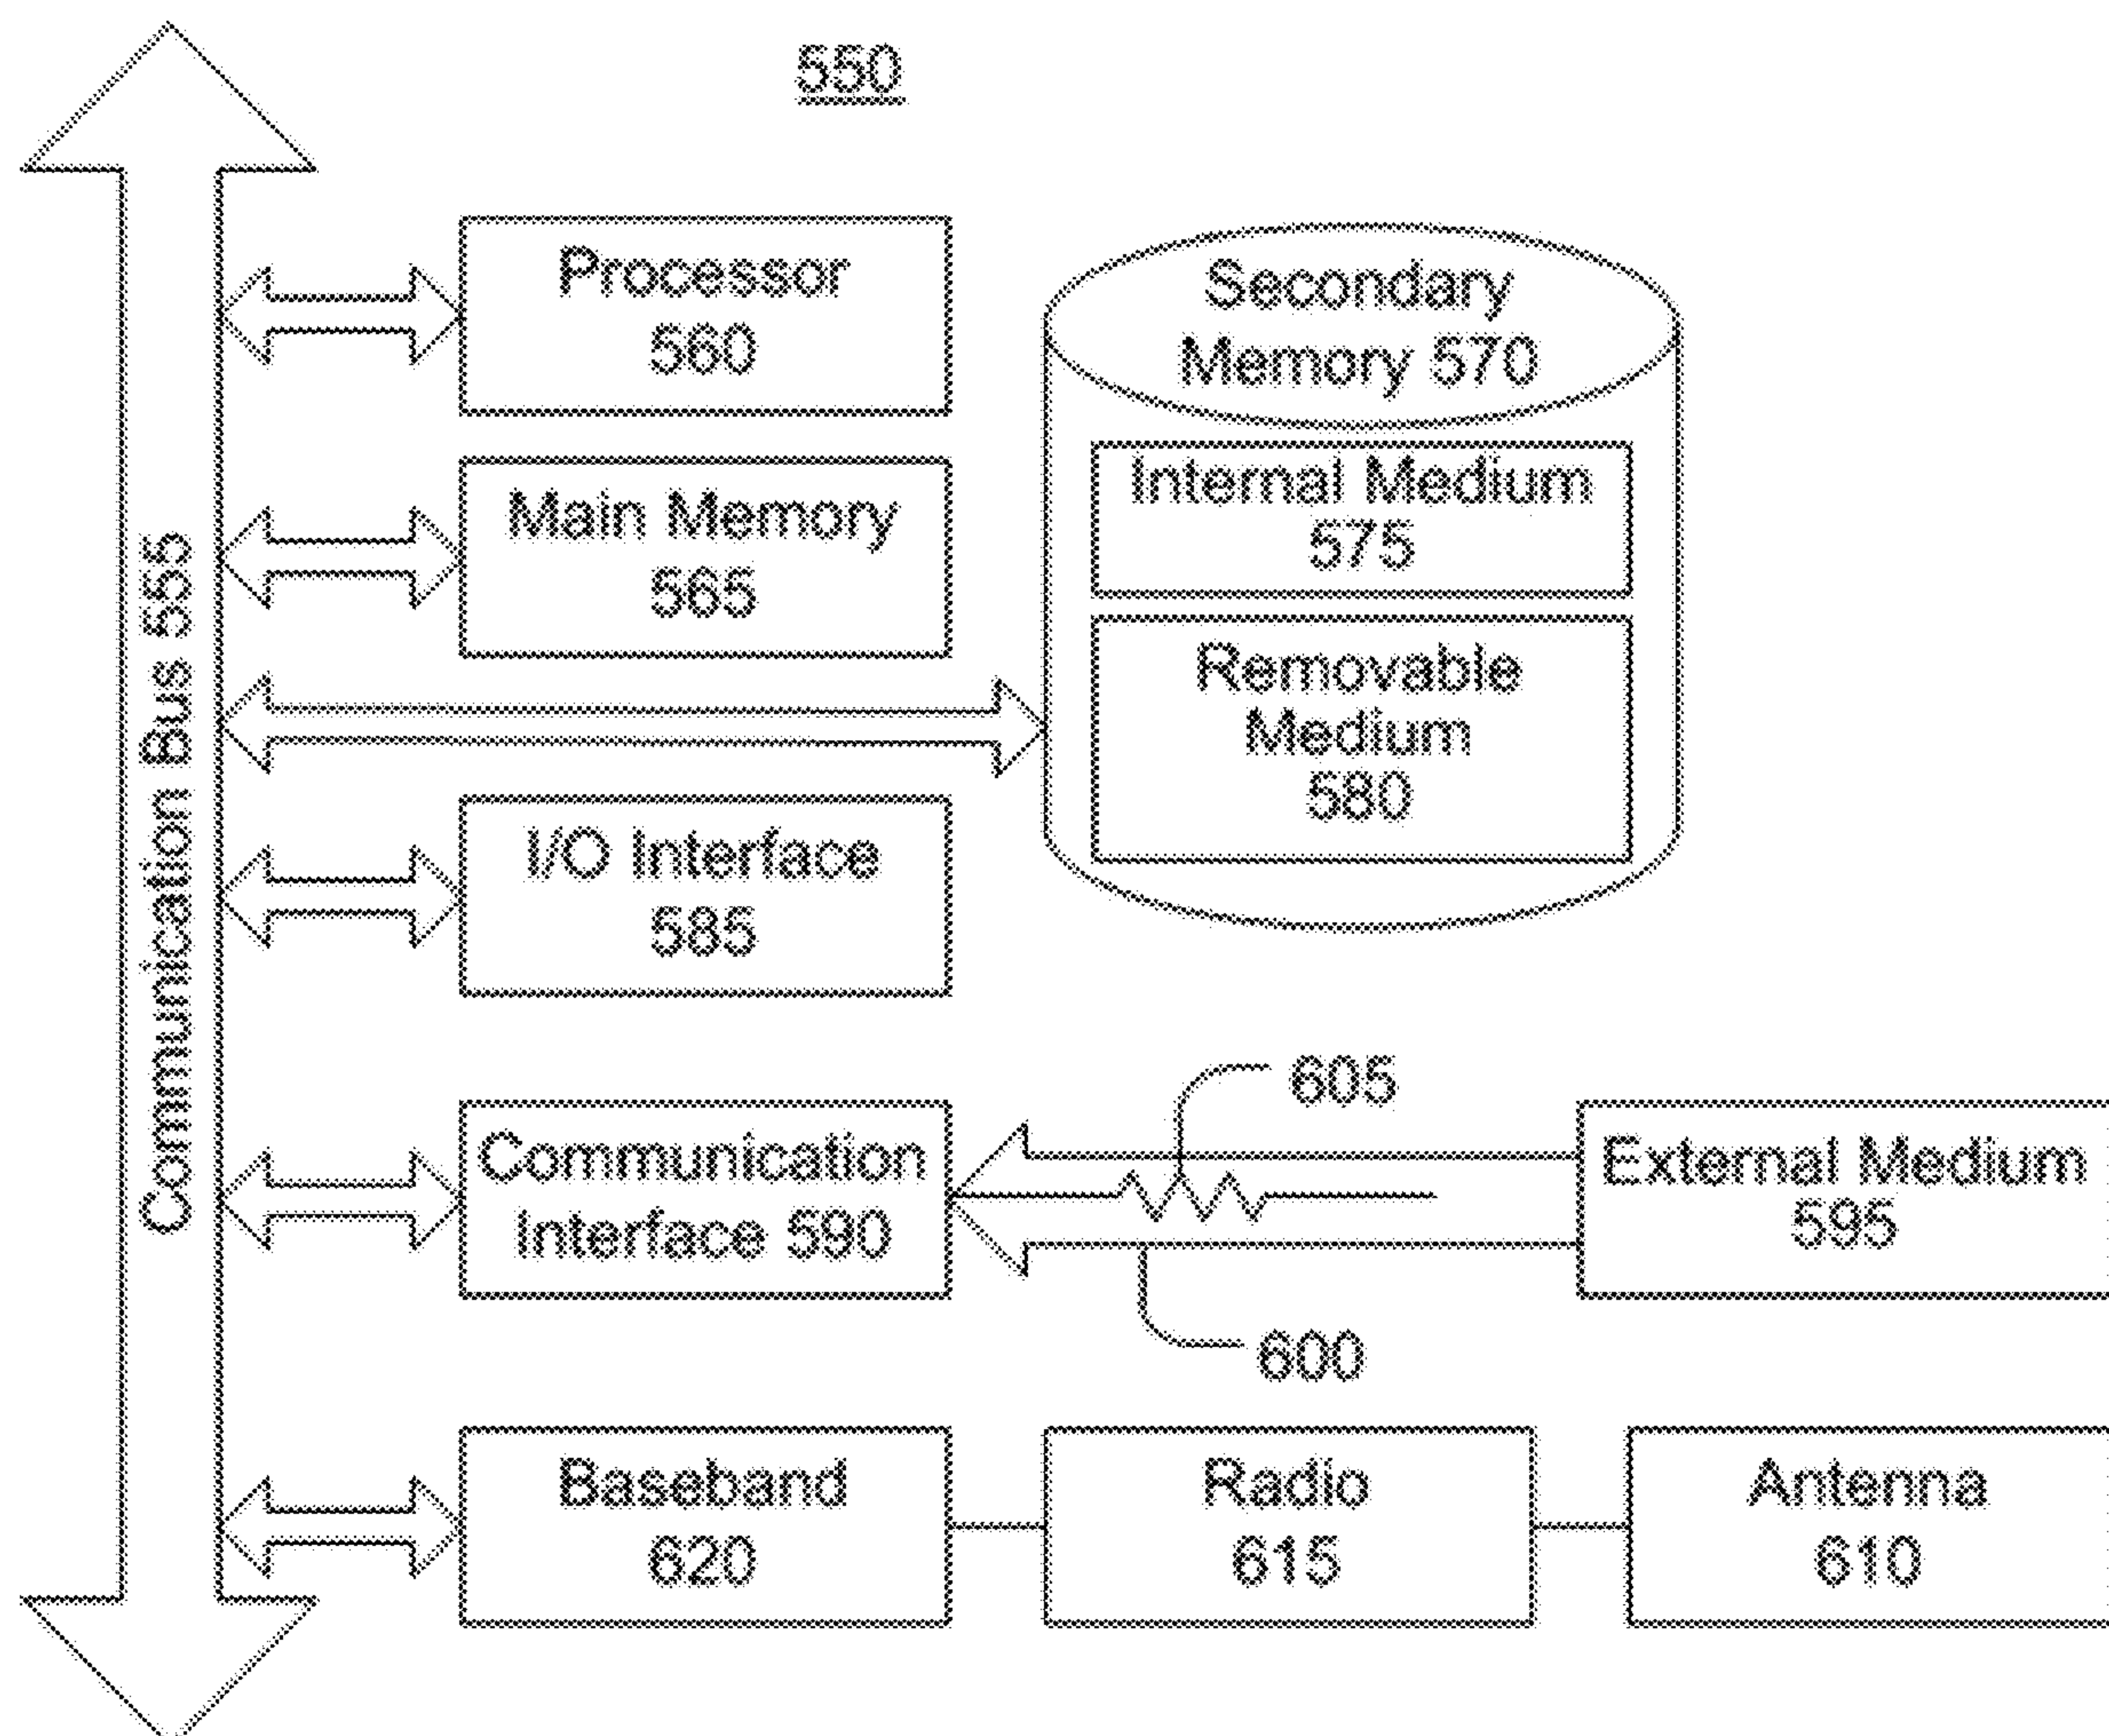 550
Communication Bus 555
Processor
560
Main Memory
565
Secondary
Memory 570
Internal Medium
575
Removable
Medium
580
I/O Interface
585
Communication
Interface 590
605
600
External Medium
595
Baseband
620
Radio
615
Antenna
610